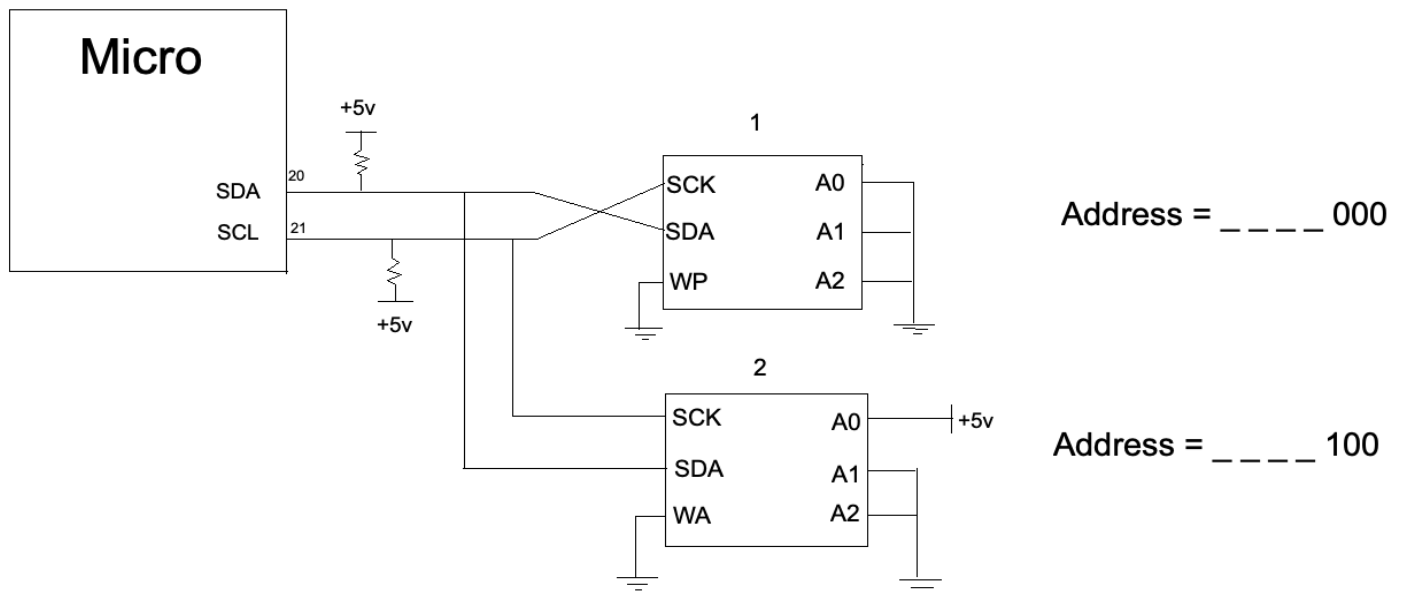 Micro
SDA
SCL
20
21
+5v
+5v
1
SCK
SDA
WP
A0
A1
A2
Address = _ _ _ _ 000
2
SCK
SDA
WA
A0
A1
A2
+5v
Address = _ _ _ _ 100